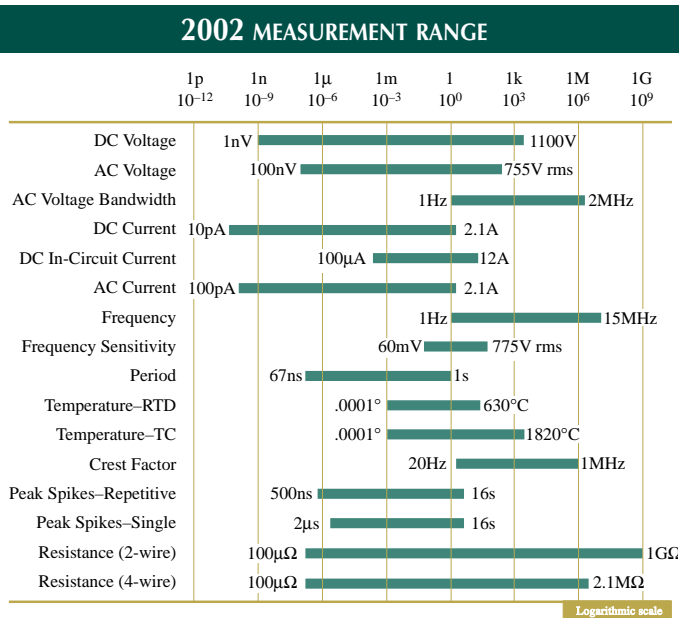 2002 MEASUREMENT RANGE
1p 1n 1µ 1m 1 1k 1M 1G
10–12 10–9 10–6 10–3 100 103 106 109
DC Voltage 1nV 1100V
AC Voltage 100nV 755V rms
AC Voltage Bandwidth 1Hz 2MHz
DC Current 10pA 2.1A
DC In-Circuit Current 100µA 12A
AC Current 100pA 2.1A
Frequency 1Hz 15MHz
Frequency Sensitivity 60mV 775V rms
Period 67ns 1s
Temperature–RTD .0001° 630°C
Temperature–TC .0001° 1820°C
Crest Factor 20Hz 1MHz
Peak Spikes–Repetitive 500ns 16s
Peak Spikes–Single 2µs 16s
Resistance (2-wire) 100µΩ 1GΩ
Resistance (4-wire) 100µΩ 2.1MΩ
Logarithmic scale